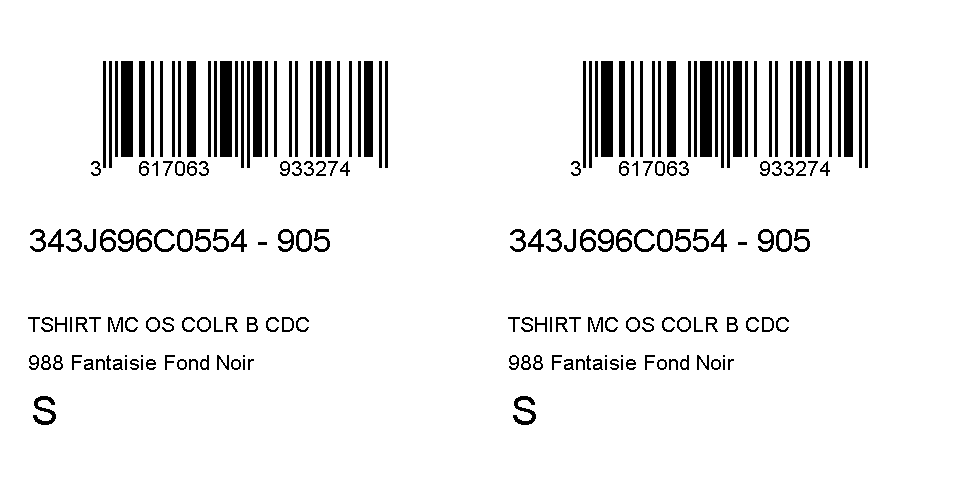 3 617063 933274
343J696C0554 - 905
TSHIRT MC OS COLR B CDC
988 Fantaisie Fond Noir
S
3 617063 933274
343J696C0554 - 905
TSHIRT MC OS COLR B CDC
988 Fantaisie Fond Noir
S